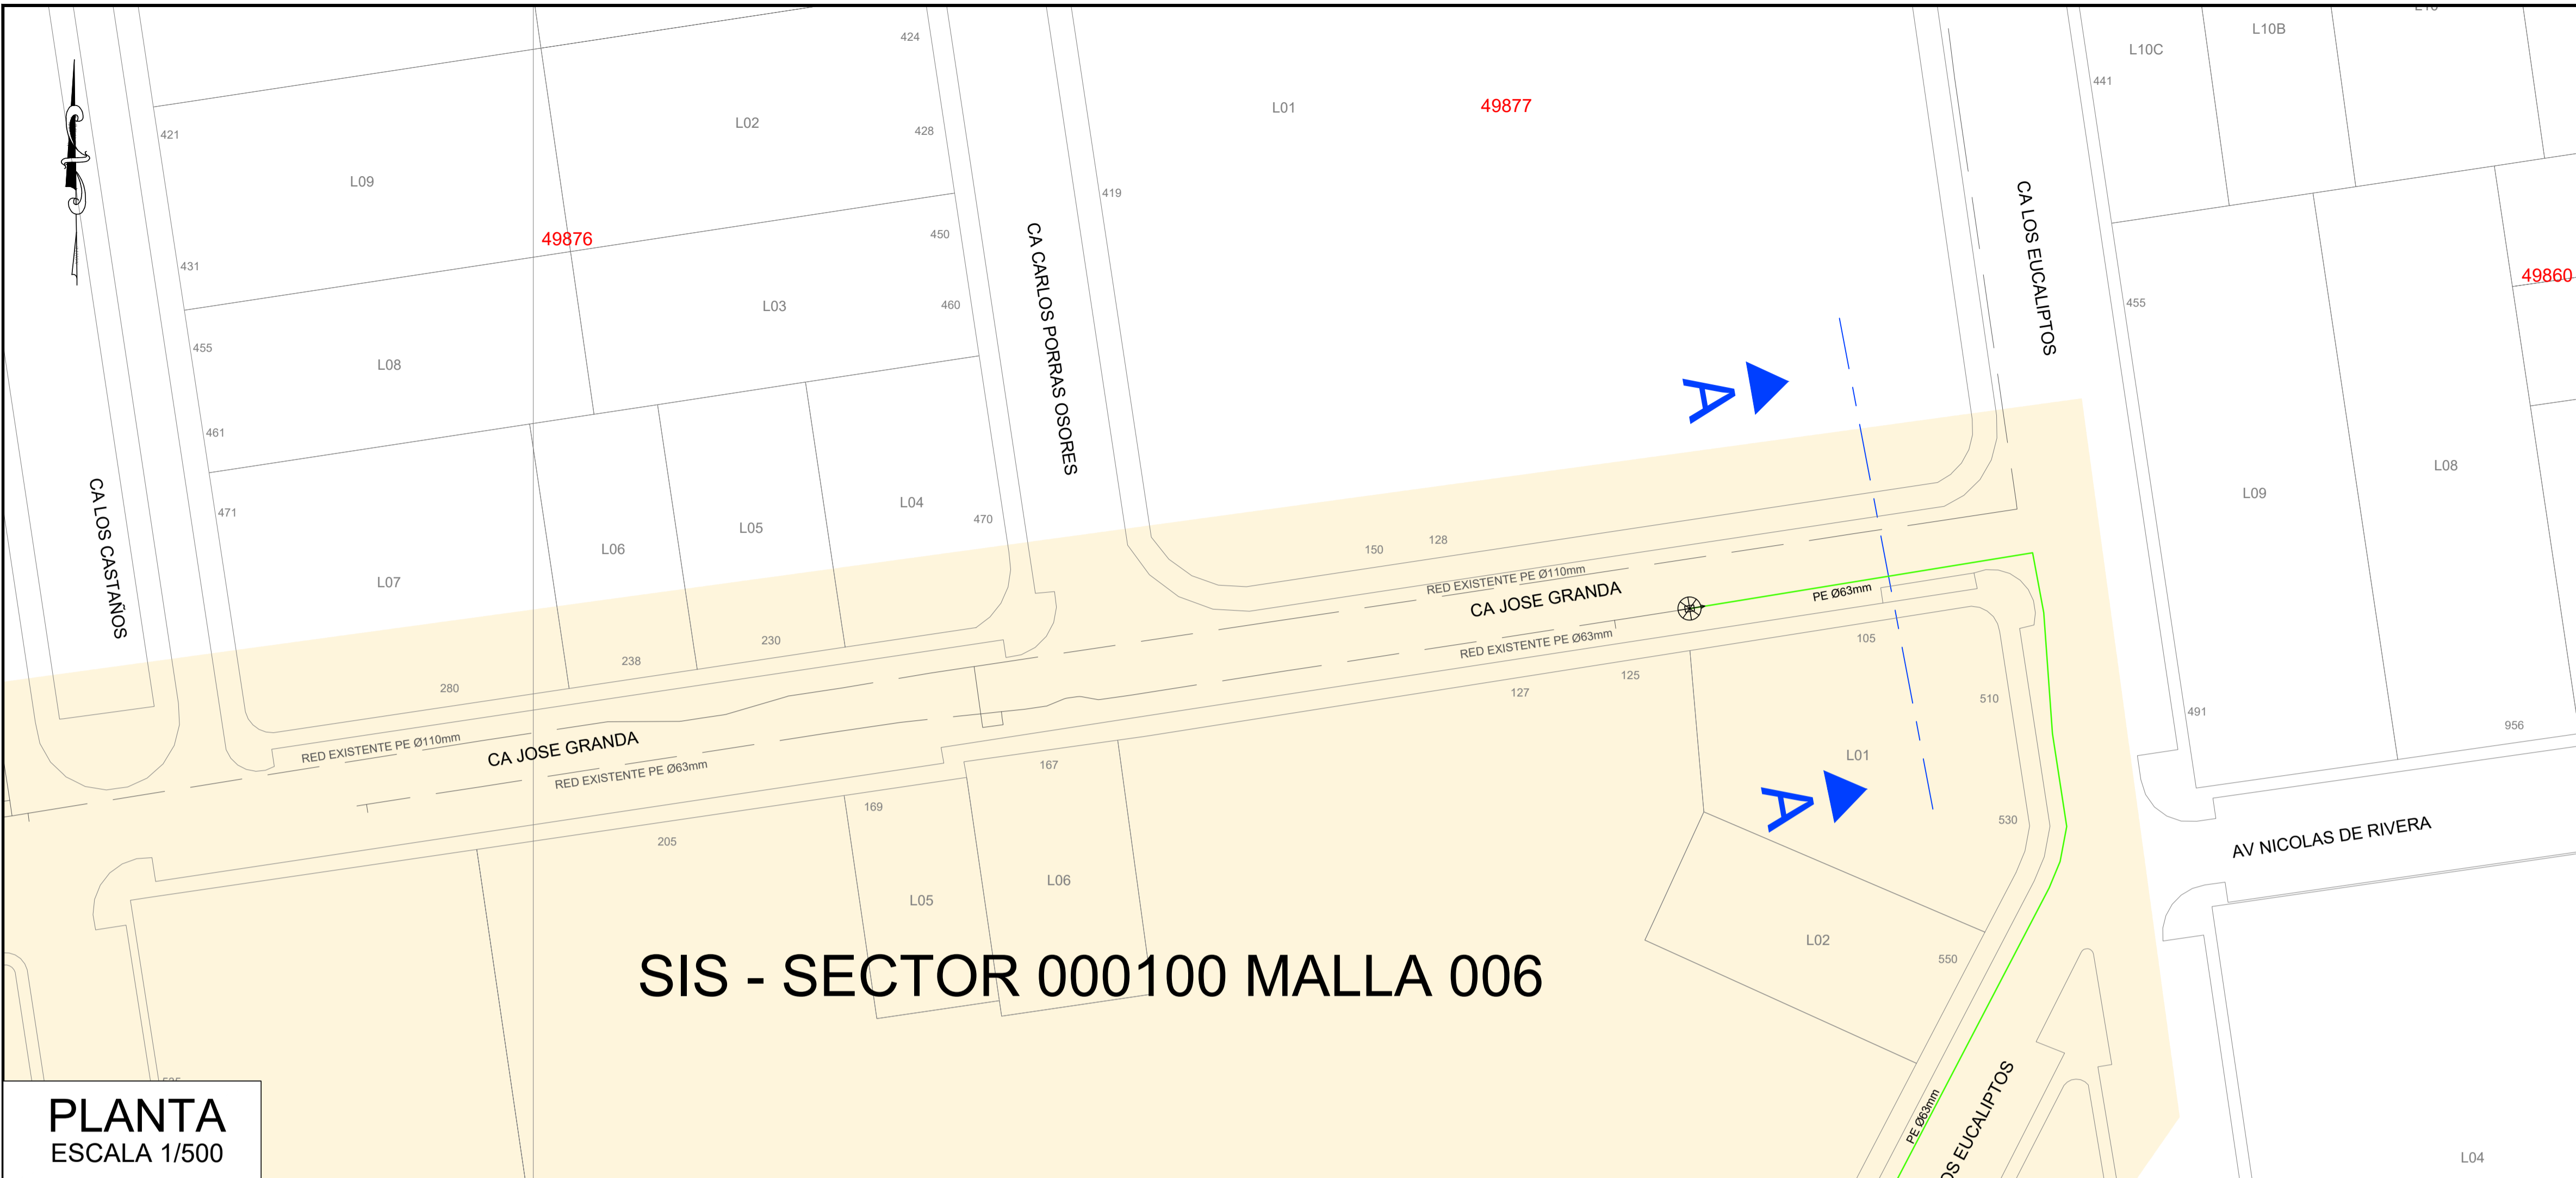 424
L10C
L10B
441
L01
49877
L02
421
428
L09
419
49876
450
431
CA CARLOS PORRAS OSORES
CA LOS EUCALIPTOS
49860
L03
460
455
455
L08
461
L09
L08
CA LOS CASTAÑOS
471
L04
470
L05
L06
L07
150
128
RED EXISTENTE PE Ø110mm
CA JOSE GRANDA
PE Ø63mm
RED EXISTENTE PE Ø63mm
105
230
238
280
125
127
510
491
956
RED EXISTENTE PE Ø110mm
CA JOSE GRANDA
RED EXISTENTE PE Ø63mm
A
A
L01
167
169
205
530
AV NICOLAS DE RIVERA
L05
L06
L02
550
SIS - SECTOR 000100 MALLA 006
PE Ø63mm
OS EUCALIPTOS
L04
PLANTA
ESCALA 1/500